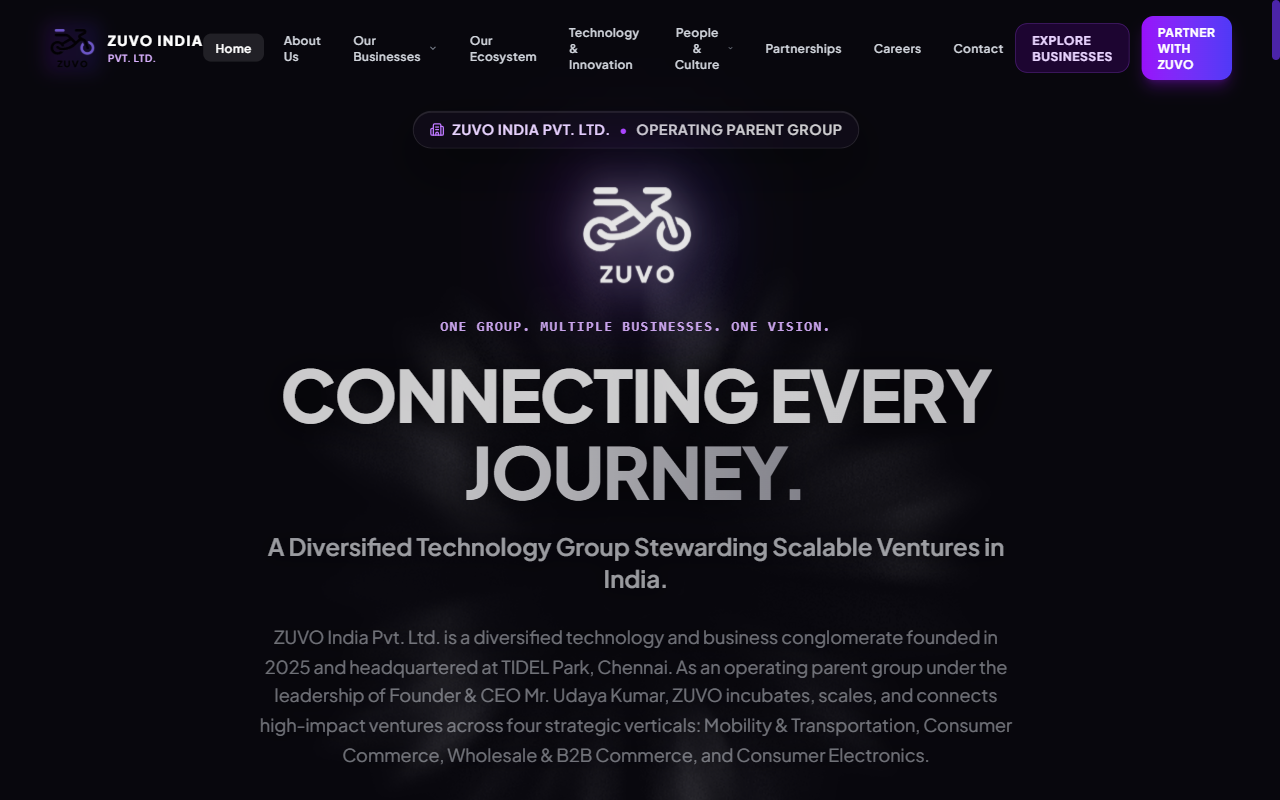 ZUVO
ZUVO INDIA
PVT. LTD.
Home
About
Us
Our
Businesses
Our
Ecosystem
Technology
&
Innovation
People
&
Culture
Partnerships
Careers
Contact
EXPLORE
BUSINESSES
PARTNER
WITH
ZUVO
ZUVO INDIA PVT. LTD. • OPERATING PARENT GROUP
ZUVO
ONE GROUP. MULTIPLE BUSINESSES. ONE VISION.
CONNECTING EVERY
JOURNEY.
A Diversified Technology Group Stewarding Scalable Ventures in
India.
ZUVO India Pvt. Ltd. is a diversified technology and business conglomerate founded in
2025 and headquartered at TIDEL Park, Chennai. As an operating parent group under the
leadership of Founder & CEO Mr. Udaya Kumar, ZUVO incubates, scales, and connects
high-impact ventures across four strategic verticals: Mobility & Transportation, Consumer
Commerce, Wholesale & B2B Commerce, and Consumer Electronics.